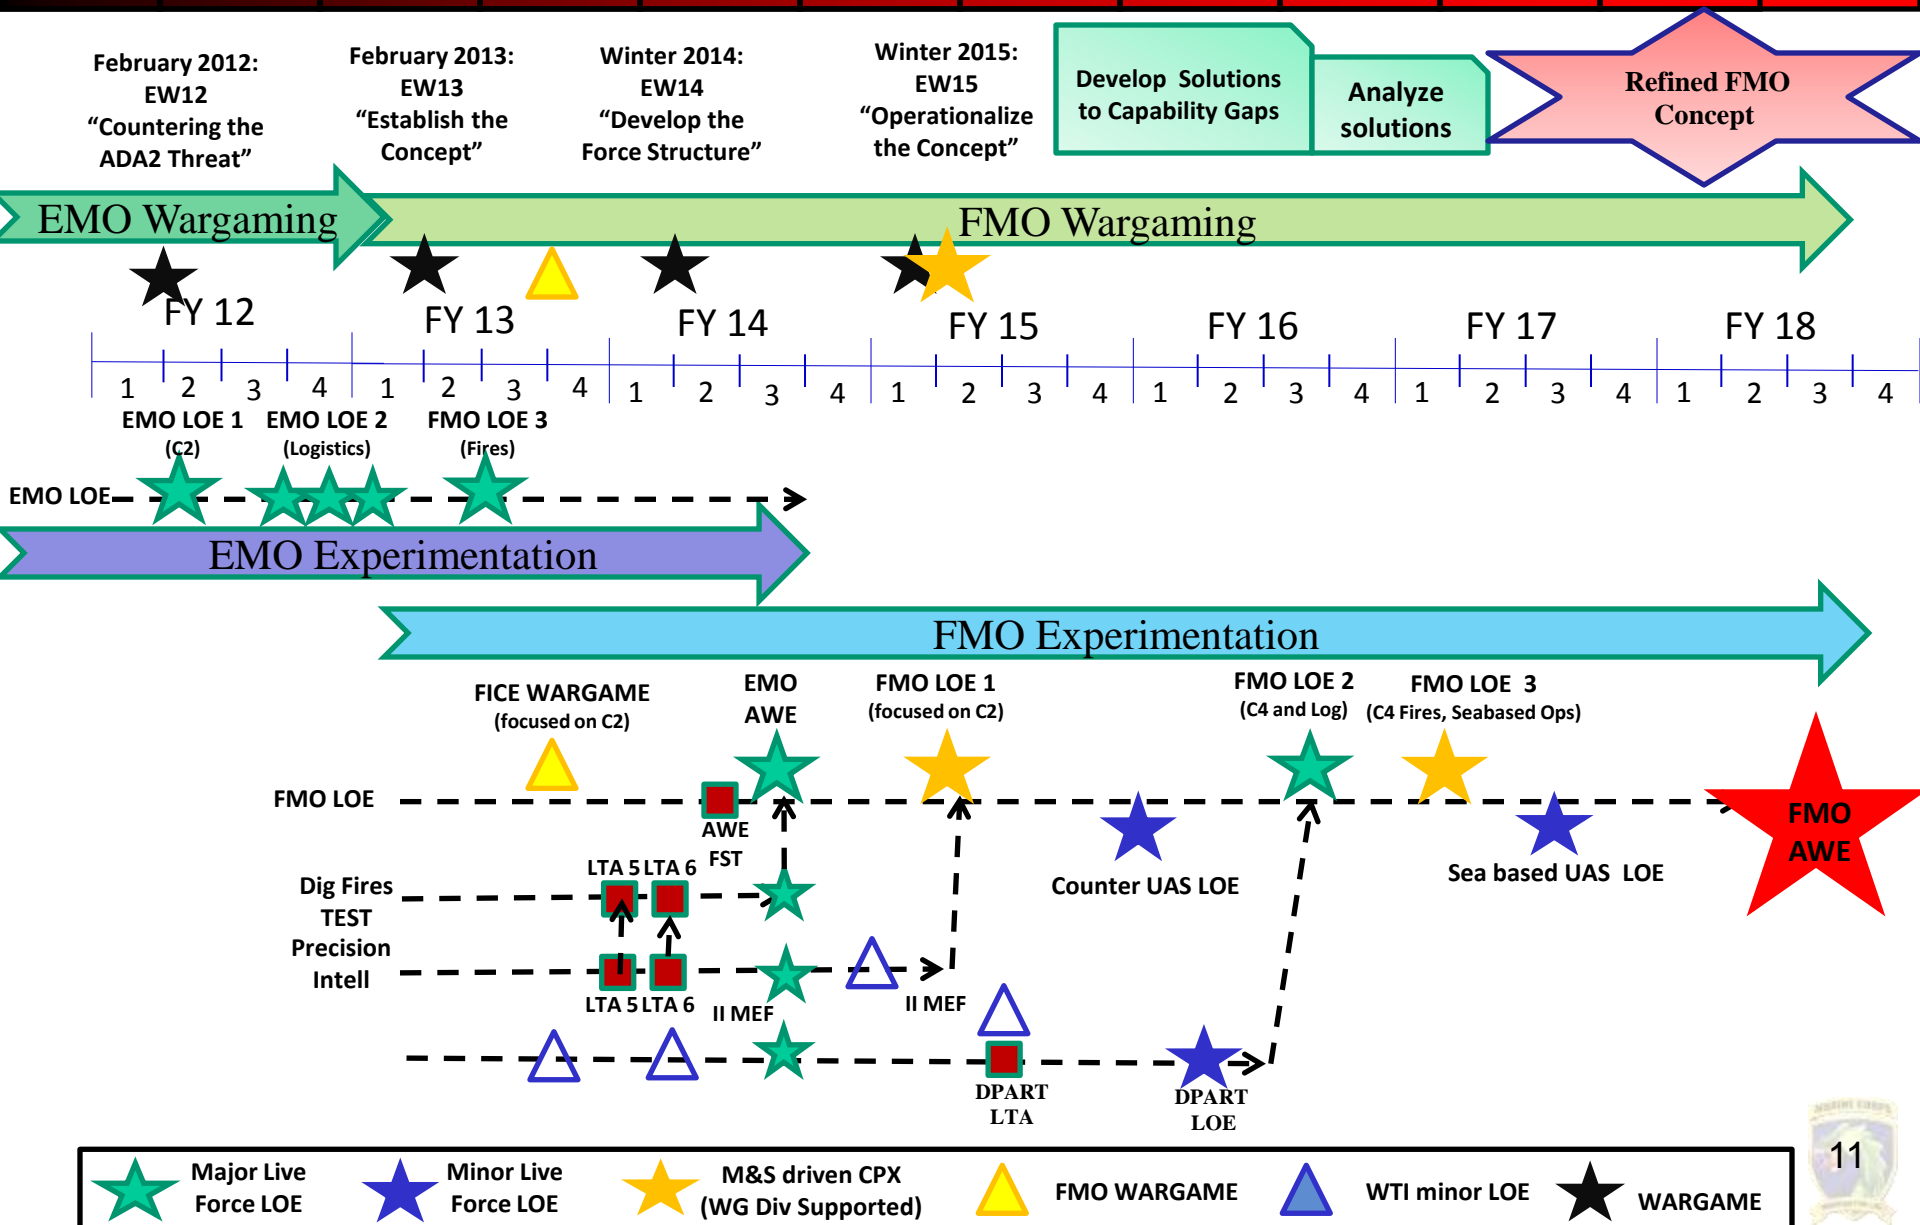 February 2012:
EW12
“Countering the
ADA2 Threat”
February 2013:
EW13
“Establish the
Concept”
Winter 2014:
EW14
“Develop the
Force Structure”
Winter 2015:
EW15
“Operationalize
the Concept”
Develop Solutions
to Capability Gaps
Analyze
solutions
Refined FMO
Concept
EMO Wargaming
FMO Wargaming
FY 12
FY 13
FY 14
FY 15
FY 16
FY 17
FY 18
1 2 3 4 1 2 3 4 1 2 3 4 1 2 3 4 1 2 3 4 1 2 3 4 1 2 3 4
EMO LOE 1
(C2)
EMO LOE 2
(Logistics)
FMO LOE 3
(Fires)
EMO LOE
EMO Experimentation
FMO Experimentation
FICE WARGAME
(focused on C2)
EMO
AWE
FMO LOE 1
(focused on C2)
FMO LOE 2
(C4 and Log)
FMO LOE 3
(C4 Fires, Seabased Ops)
FMO LOE
AWE
FST
FMO
AWE
Counter UAS LOE
Sea based UAS LOE
LTA 5 LTA 6
Dig Fires
TEST
Precision
Intell
LTA 5 LTA 6
II MEF
II MEF
DPART
LTA
DPART
LOE
Major Live
Force LOE
Minor Live
Force LOE
M&S driven CPX
(WG Div Supported)
FMO WARGAME
WTI minor LOE
WARGAME
MARINE CORPS
11